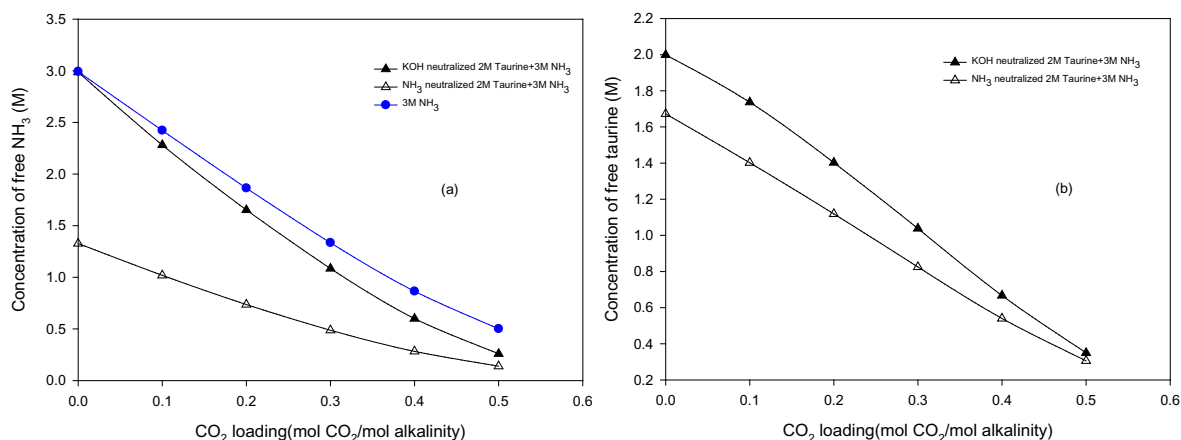 3.5
3.0
2.5
2.0
1.5
1.0
0.5
0.0
0.0 0.1 0.2 0.3 0.4 0.5 0.6
Concentration of free NH3 (M)
CO2 loading(mol CO2/mol alkalinity)
KOH neutralized 2M Taurine+3M NH3
NH3 neutralized 2M Taurine+3M NH3
3M NH3
(a)
2.2
2.0
1.8
1.6
1.4
1.2
1.0
0.8
0.6
0.4
0.2
0.0 0.1 0.2 0.3 0.4 0.5 0.6
Concentration of free taurine (M)
CO2 loading(mol CO2/mol alkalinity)
KOH neutralized 2M Taurine+3M NH3
NH3 neutralized 2M Taurine+3M NH3
(b)